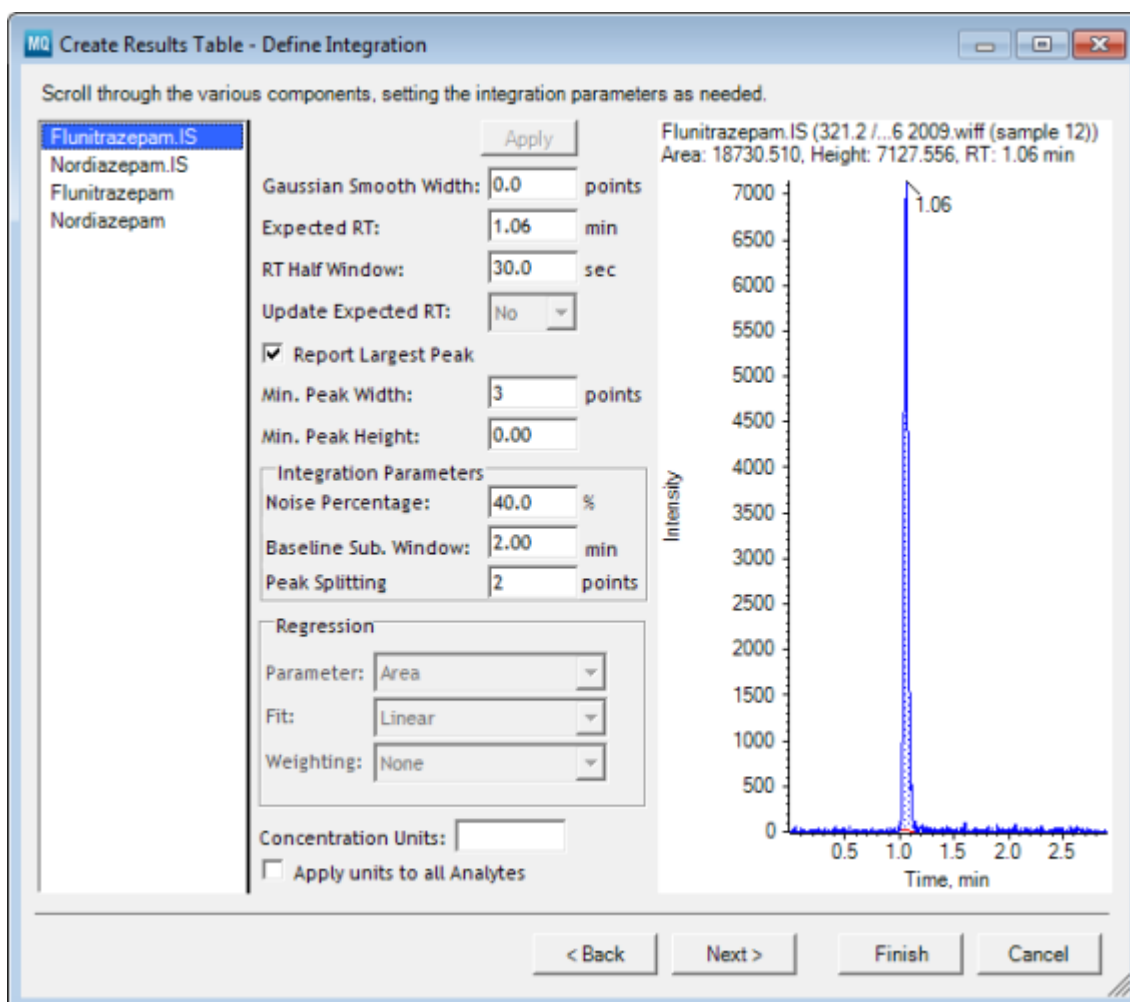 MQ Create Results Table - Define Integration
Scroll through the various components, setting the integration parameters as needed.
Flunitrazepam.IS
Nordiazepam.IS
Flunitrazepam
Nordiazepam
Apply
Gaussian Smooth Width: 0.0 points
Expected RT: 1.06 min
RT Half Window: 30.0 sec
Update Expected RT: No
Report Largest Peak
Min. Peak Width: 3 points
Min. Peak Height: 0.00
Integration Parameters
Noise Percentage: 40.0 %
Baseline Sub. Window: 2.00 min
Peak Splitting 2 points
Regression
Parameter: Area
Fit: Linear
Weighting: None
Concentration Units:
Apply units to all Analytes
Flunitrazepam.IS (321.2 /...6 2009.wiff (sample 12))
Area: 18730.510, Height: 7127.556, RT: 1.06 min
1.06
7000
6500
6000
5500
5000
4500
4000
3500
3000
2500
2000
1500
1000
500
0
Intensity
0.5 1.0 1.5 2.0 2.5
Time, min
< Back Next > Finish Cancel